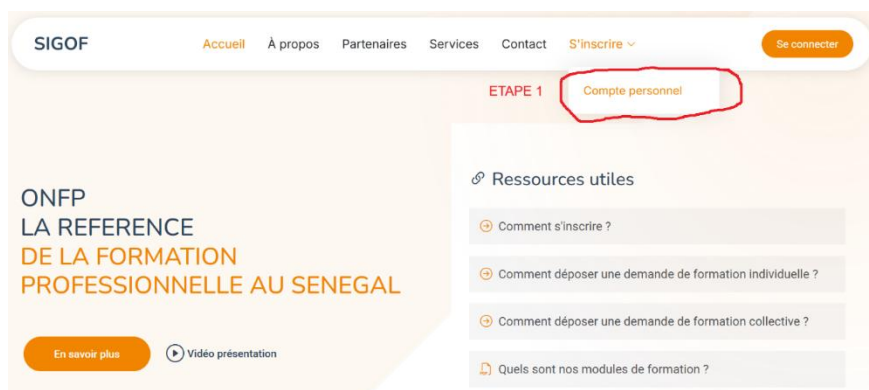 SIGOF
Accueil
À propos
Partenaires
Services
Contact
S'inscrire
Se connecter
ETAPE 1
Compte personnel
ONFP
LA REFERENCE
DE LA FORMATION
PROFESSIONNELLE AU SENEGAL
En savoir plus
Vidéo présentation
Ressources utiles
Comment s'inscrire ?
Comment déposer une demande de formation individuelle ?
Comment déposer une demande de formation collective ?
Quels sont nos modules de formation ?